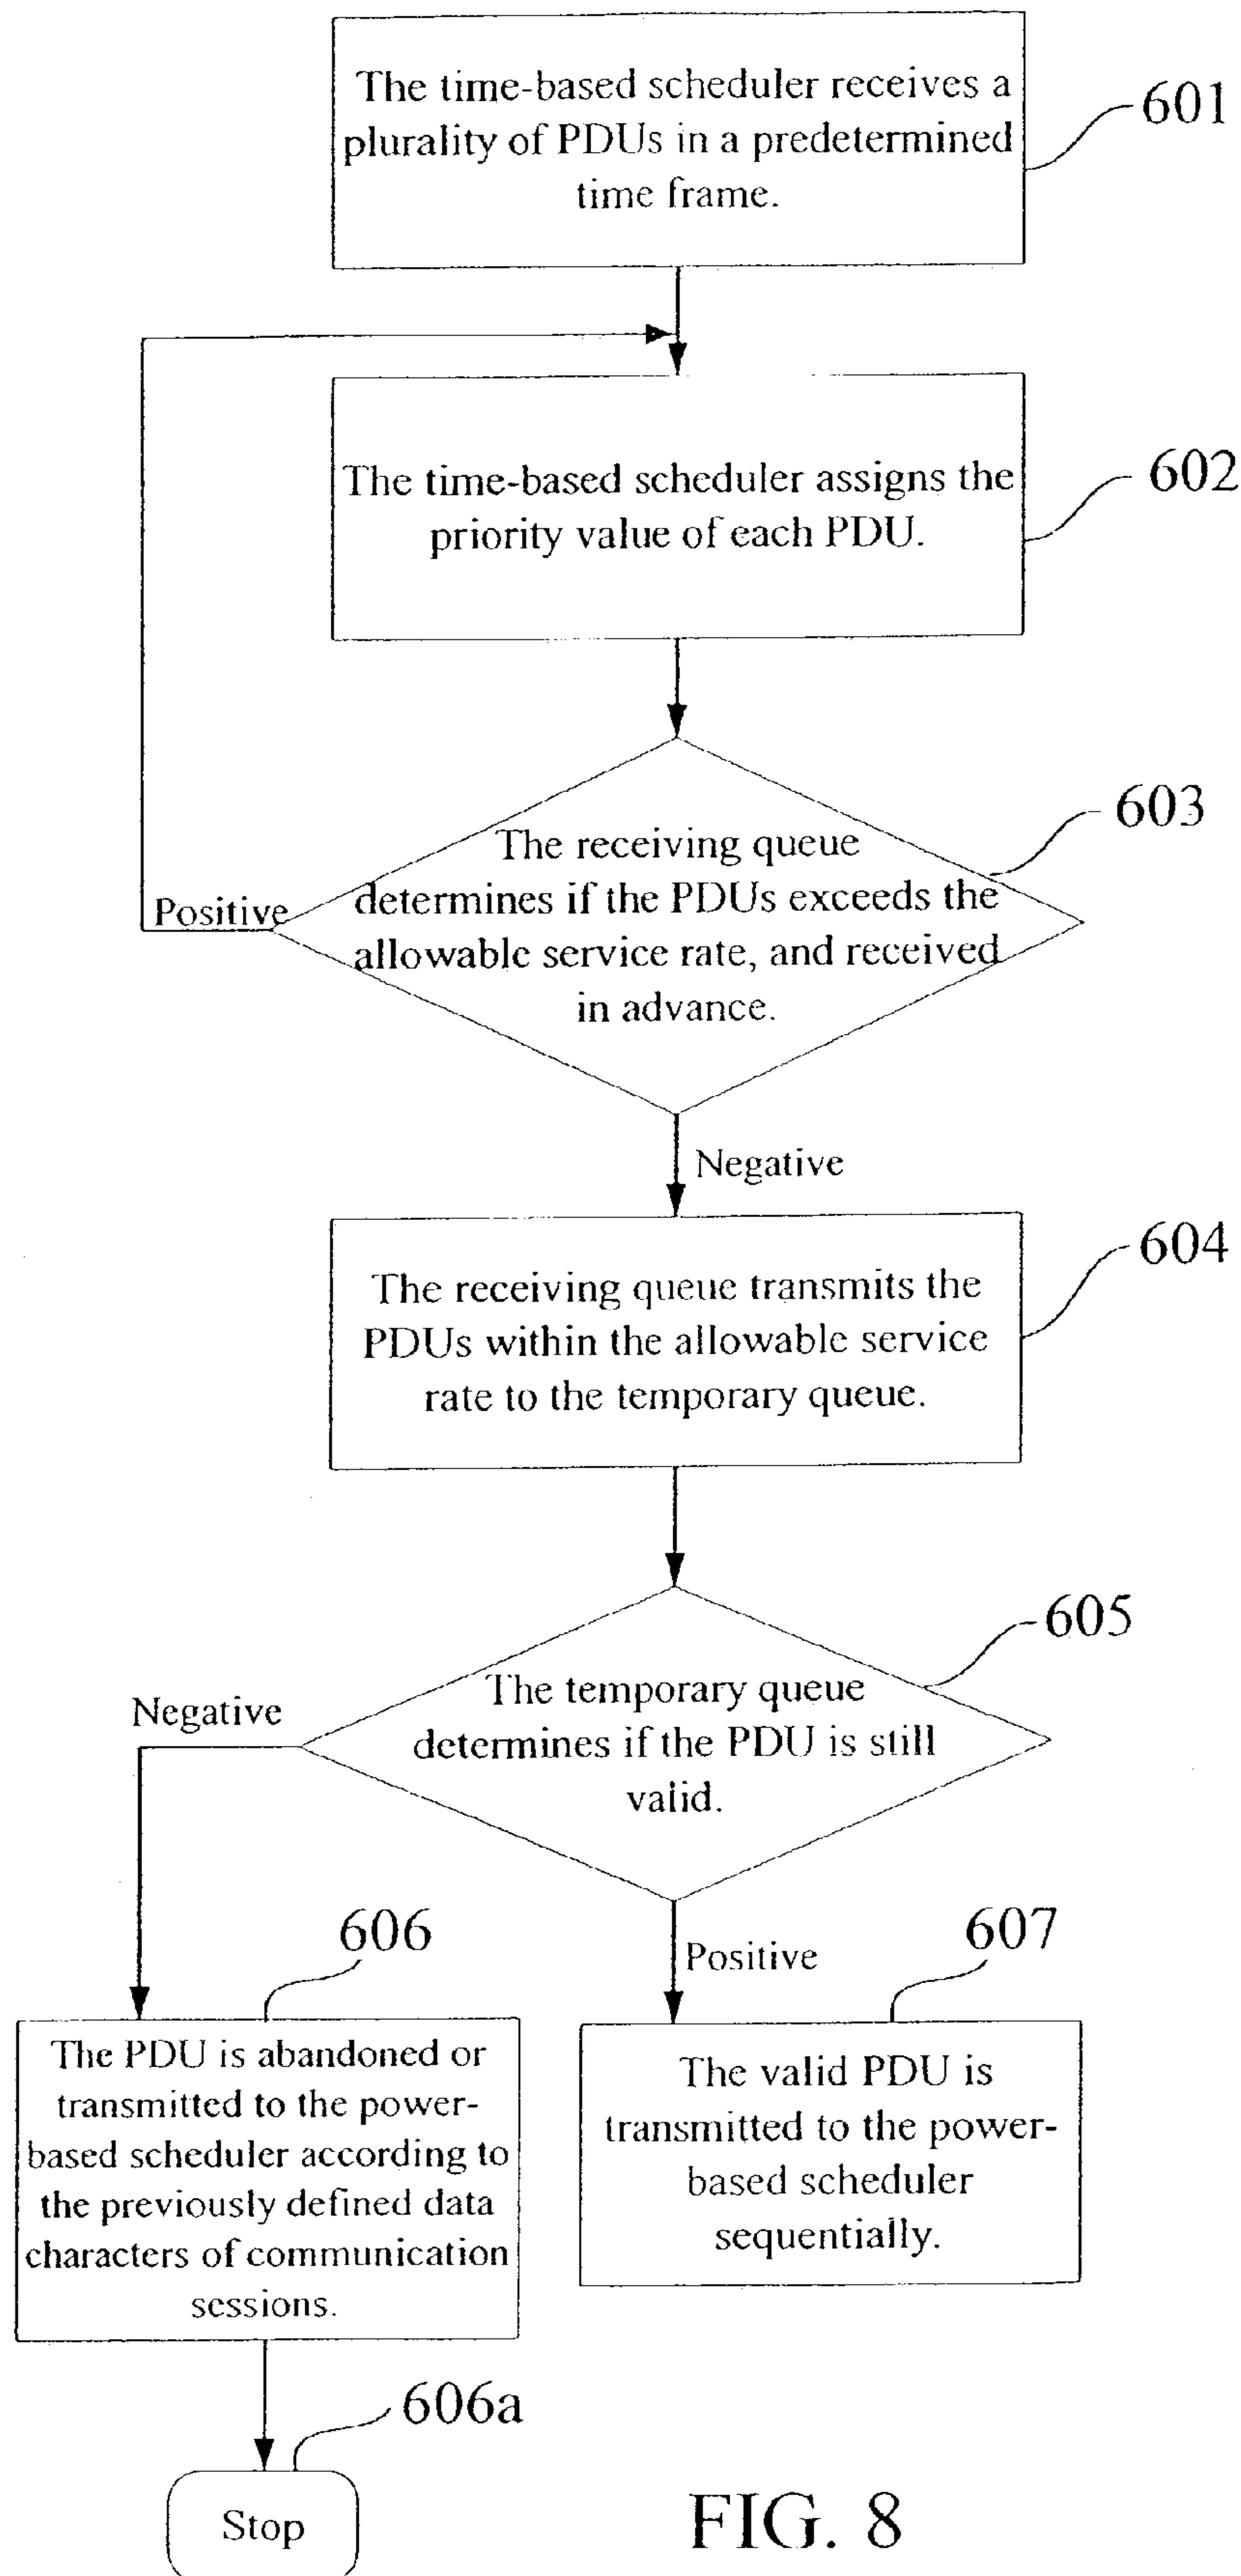 The time-based scheduler receives a
plurality of PDUs in a predetermined
time frame.
601
The time-based scheduler assigns the
priority value of each PDU.
602
603
The receiving queue
determines if the PDUs exceeds the
allowable service rate, and received
in advance.
Positive
Negative
604
The receiving queue transmits the
PDUs within the allowable service
rate to the temporary queue.
605
The temporary queue
determines if the PDU is still
valid.
Negative
Positive
606
The PDU is abandoned or
transmitted to the power-
based scheduler according to
the previously defined data
characters of communication
sessions.
607
The valid PDU is
transmitted to the power-
based scheduler
sequentially.
606a
Stop
FIG. 8